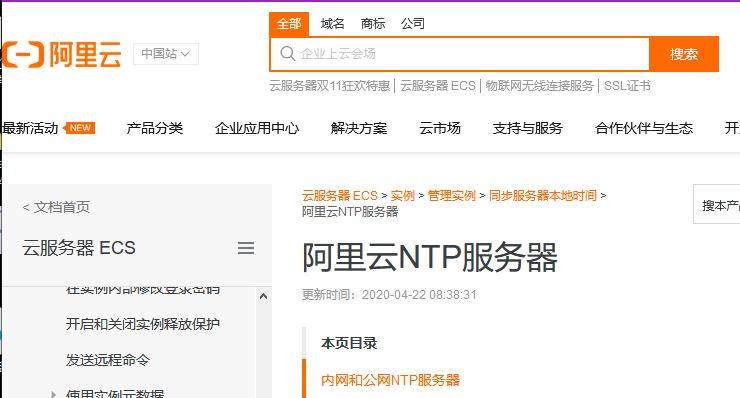 全部 域名 商标 公司
阿里云 中国站
企业上云会场 搜索
云服务器双11狂欢特惠 | 云服务器 ECS | 物联网无线连接服务 | SSL证书
最新活动 NEW 产品分类 企业应用中心 解决方案 云市场 支持与服务 合作伙伴与生态 开
< 文档首页
云服务器 ECS
在实例内部修改登录密码
开启和关闭实例释放保护
发送远程命令
使用实例元数据
云服务器 ECS > 实例 > 管理实例 > 同步服务器本地时间 >
阿里云NTP服务器
搜本产
阿里云NTP服务器
更新时间：2020-04-22 08:38:31
本页目录
内网和公网NTP服务器